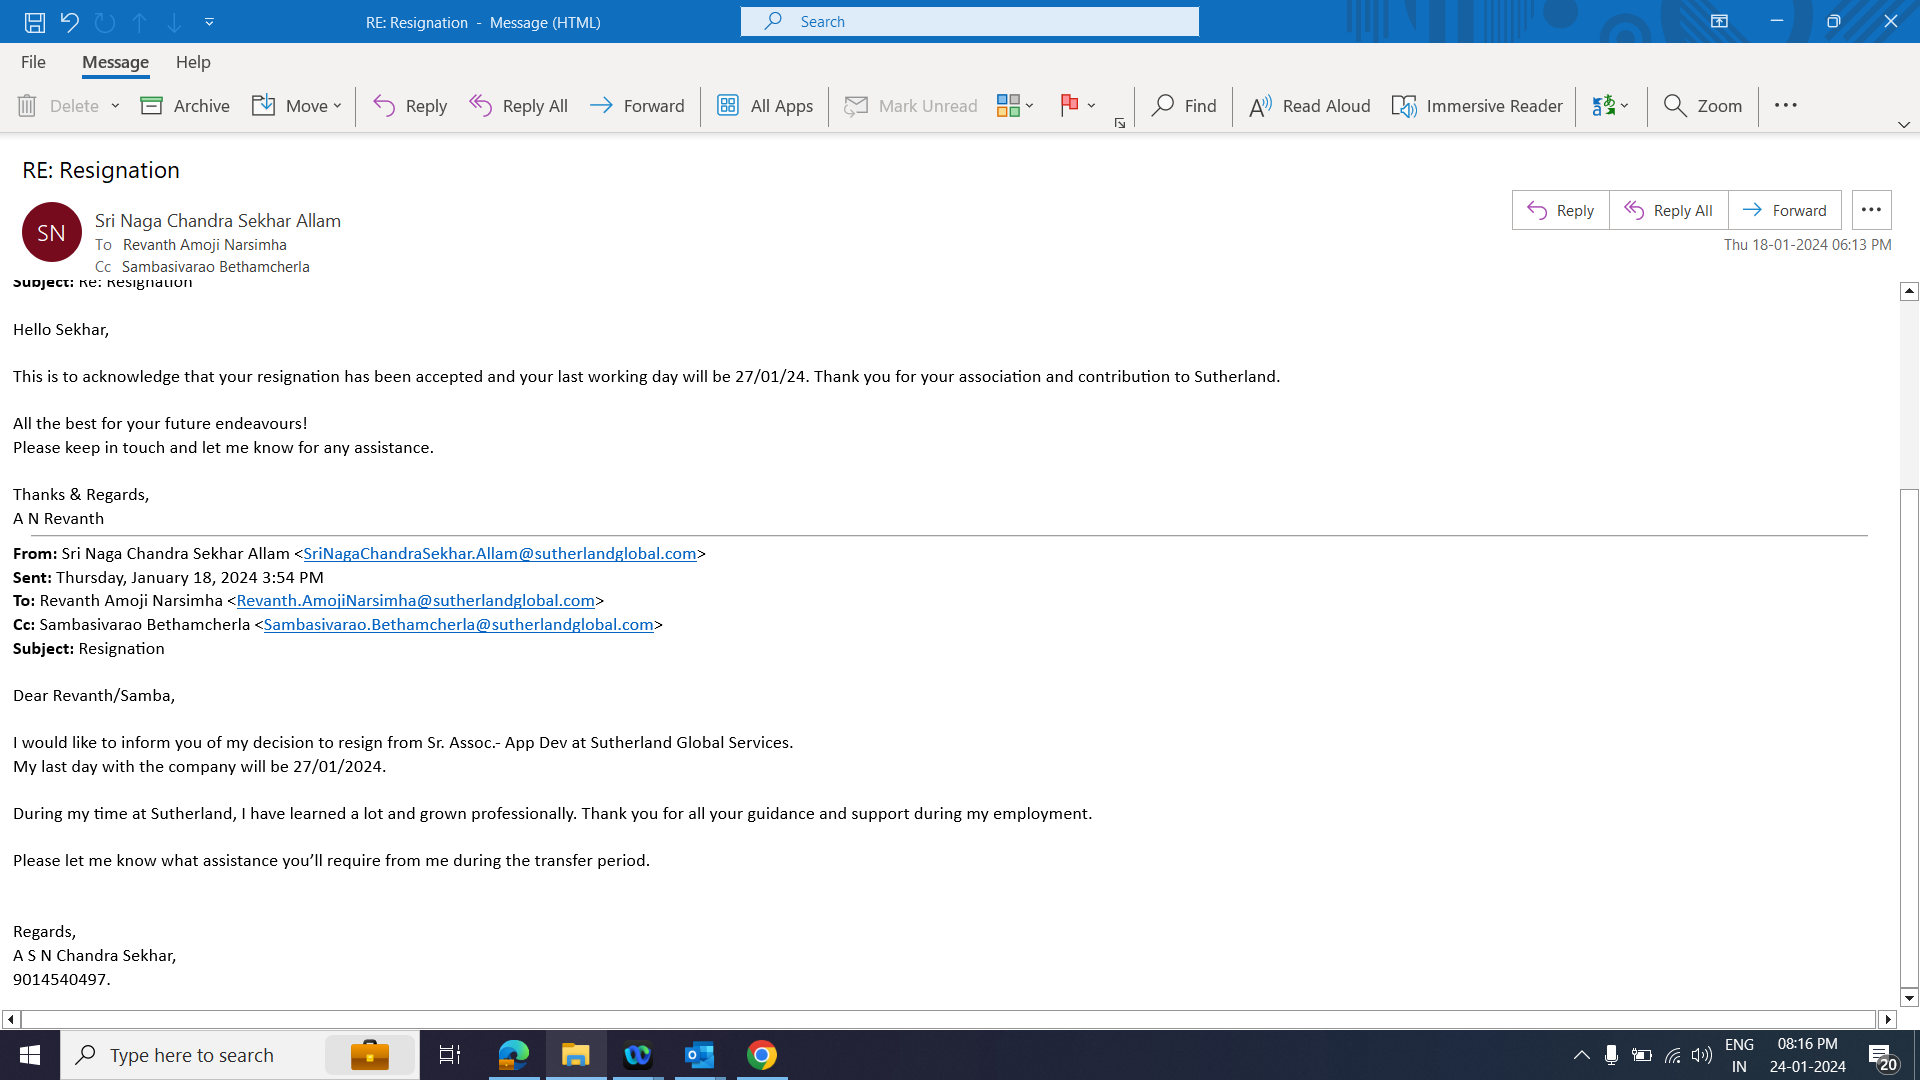 RE: Resignation - Message (HTML)
Search
File Message Help
Delete Archive Move Reply Reply All Forward All Apps Mark Unread Find Read Aloud Immersive Reader Zoom
RE: Resignation
SN
Sri Naga Chandra Sekhar Allam
To Revanth Amoji Narsimha
Cc Sambasivarao Bethamcherla
Reply Reply All Forward
Thu 18-01-2024 06:13 PM
Subject: Re: Resignation
Hello Sekhar,
This is to acknowledge that your resignation has been accepted and your last working day will be 27/01/24. Thank you for your association and contribution to Sutherland.
All the best for your future endeavours!
Please keep in touch and let me know for any assistance.
Thanks & Regards,
A N Revanth
From: Sri Naga Chandra Sekhar Allam <SriNagaChandraSekhar.Allam@sutherlandglobal.com>
Sent: Thursday, January 18, 2024 3:54 PM
To: Revanth Amoji Narsimha <Revanth.AmojiNarsimha@sutherlandglobal.com>
Cc: Sambasivarao Bethamcherla <Sambasivarao.Bethamcherla@sutherlandglobal.com>
Subject: Resignation
Dear Revanth/Samba,
I would like to inform you of my decision to resign from Sr. Assoc.- App Dev at Sutherland Global Services.
My last day with the company will be 27/01/2024.
During my time at Sutherland, I have learned a lot and grown professionally. Thank you for all your guidance and support during my employment.
Please let me know what assistance you’ll require from me during the transfer period.
Regards,
A S N Chandra Sekhar,
9014540497.
Type here to search
ENG
IN
08:16 PM
24-01-2024
20